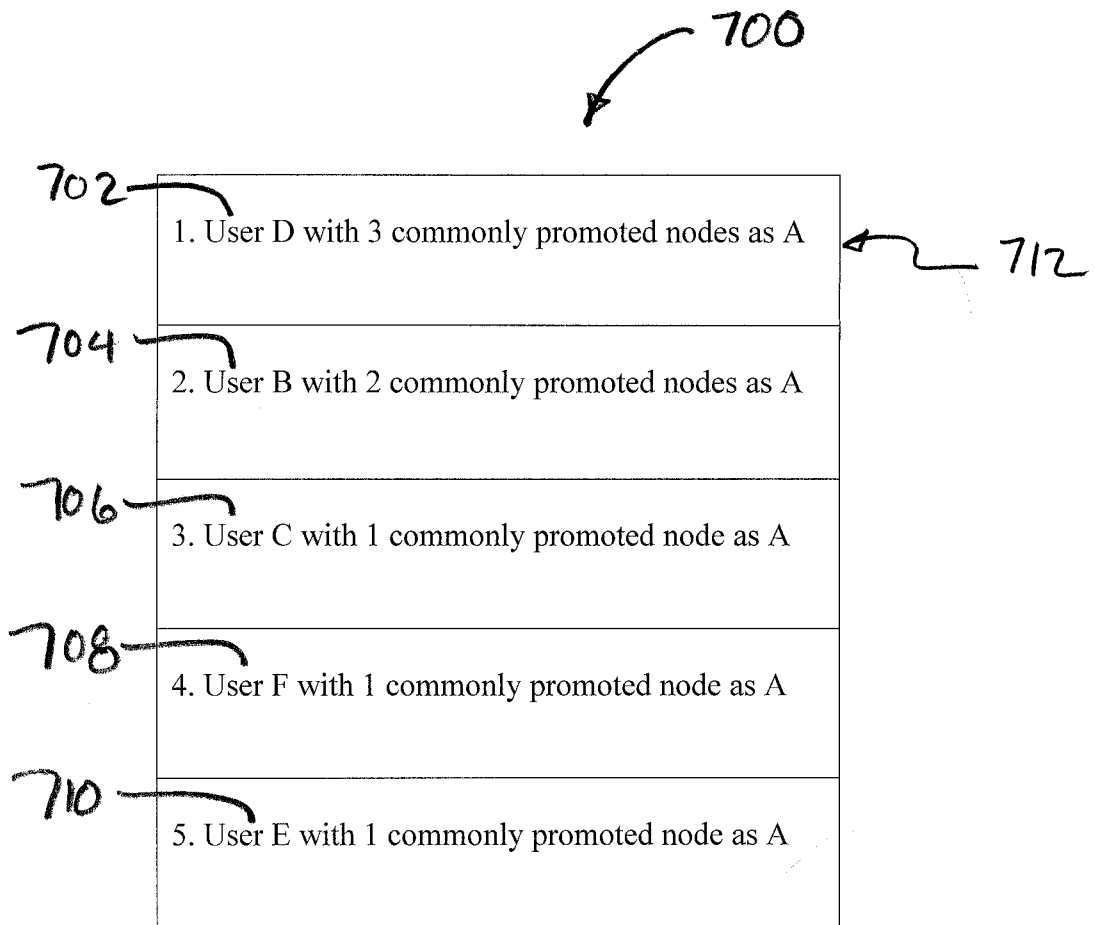 700
702
1. User D with 3 commonly promoted nodes as A
712
704
2. User B with 2 commonly promoted nodes as A
706
3. User C with 1 commonly promoted node as A
708
4. User F with 1 commonly promoted node as A
710
5. User E with 1 commonly promoted node as A